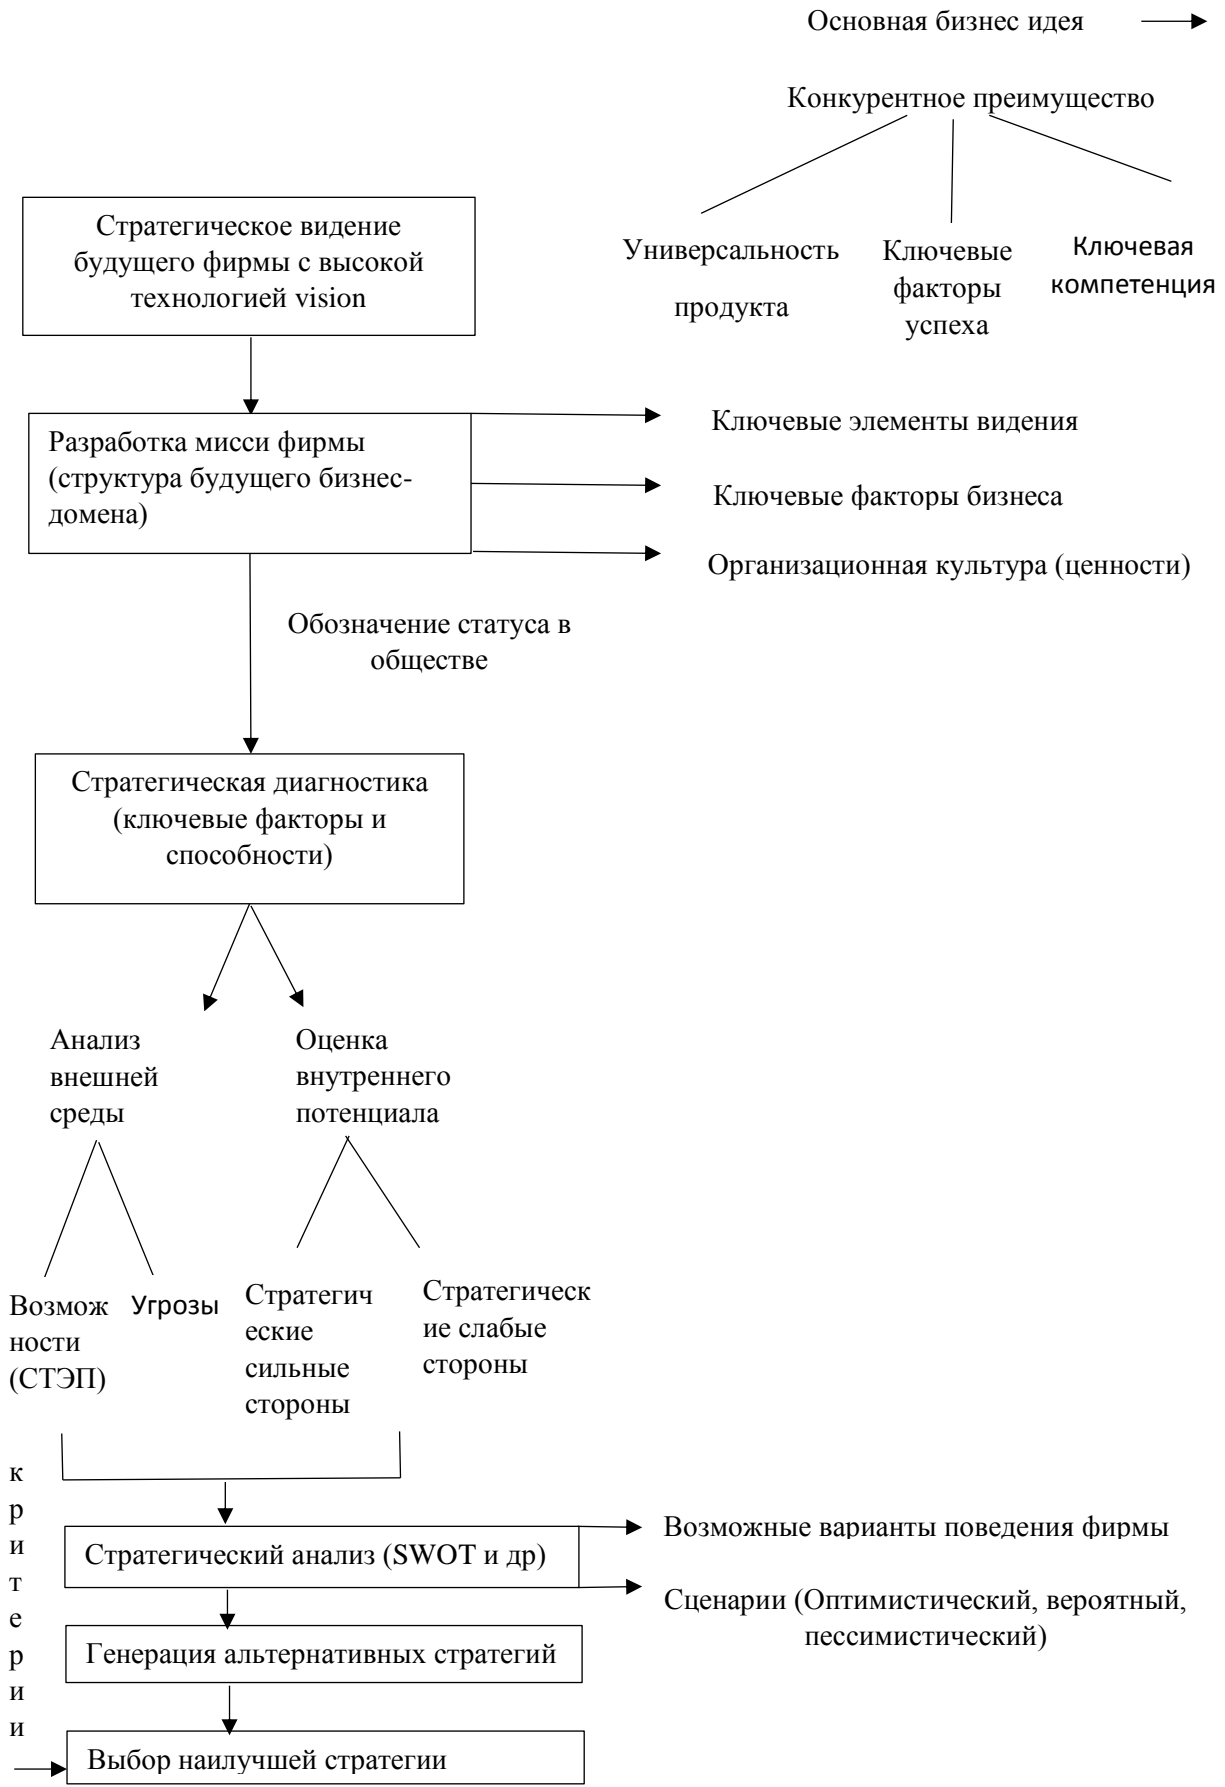 Основная бизнес идея
Конкурентное преимущество
Универсальность
продукта
Ключевые
факторы
успеха
Ключевая
компетенция
Стратегическое видение
будущего фирмы с высокой
технологией vision
Разработка мисси фирмы
(структура будущего бизнес-
домена)
Ключевые элементы видения
Ключевые факторы бизнеса
Организационная культура (ценности)
Обозначение статуса в
обществе
Стратегическая диагностика
(ключевые факторы и
способности)
Анализ
внешней
среды
Оценка
внутреннего
потенциала
Возмож
ности
(СТЭП)
Угрозы
Стратегич
еские
сильные
стороны
Стратегическ
ие слабые
стороны
к
р
и
т
е
р
и
и
Стратегический анализ (SWOT и др)
Возможные варианты поведения фирмы
Сценарии (Оптимистический, вероятный,
пессимистический)
Генерация альтернативных стратегий
Выбор наилучшей стратегии